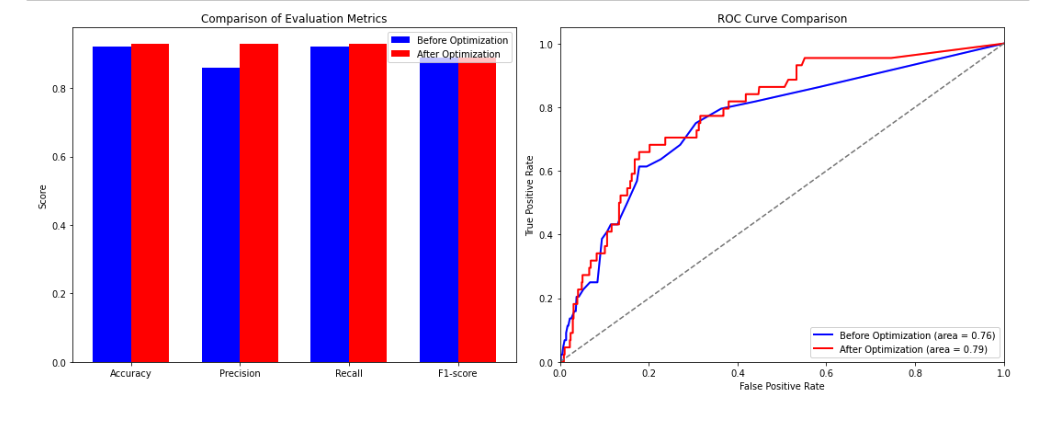 Comparison of Evaluation Metrics
Before Optimization
After Optimization
0.8
0.6
0.4
0.2
0.0
Score
Accuracy
Precision
Recall
F1-score
ROC Curve Comparison
1.0
0.8
0.6
0.4
0.2
0.0
True Positive Rate
Before Optimization (area = 0.76)
After Optimization (area = 0.79)
0.0
0.2
0.4
0.6
0.8
1.0
False Positive Rate